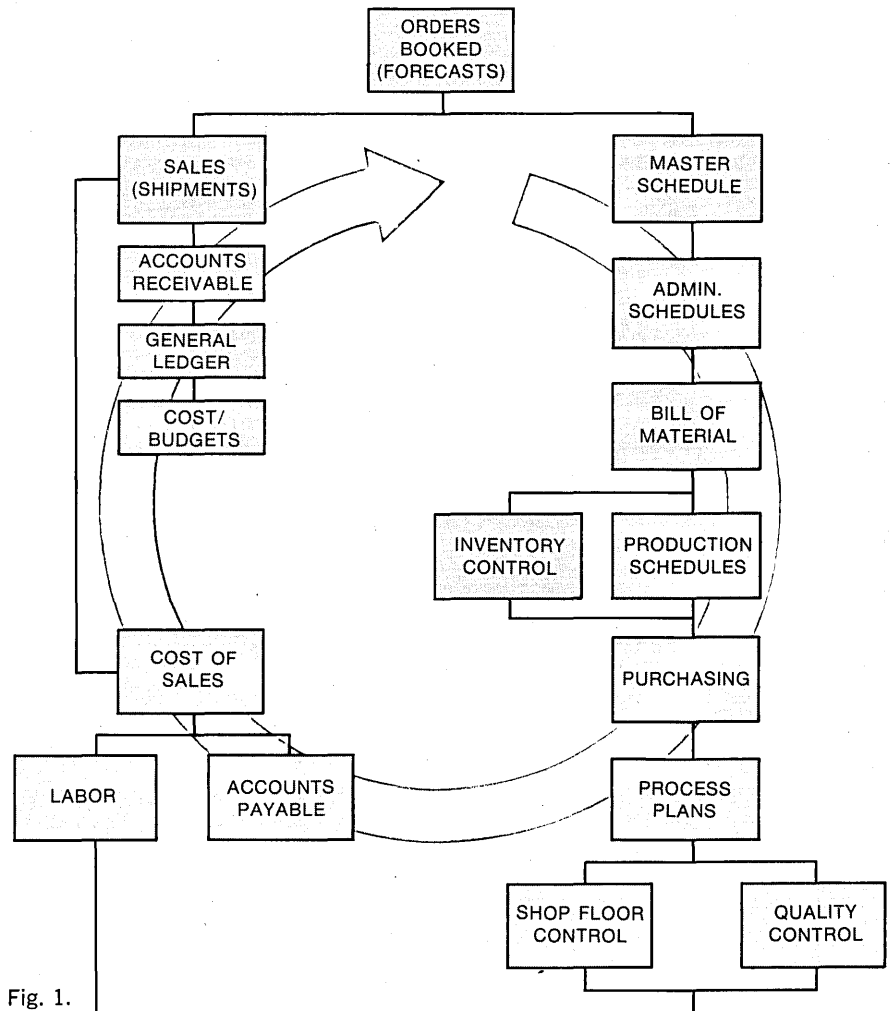 ORDERS
BOOKED
(FORECASTS)
SALES
(SHIPMENTS)
MASTER
SCHEDULE
ACCOUNTS
RECEIVABLE
ADMIN.
SCHEDULES
GENERAL
LEDGER
COST/
BUDGETS
BILL OF
MATERIAL
INVENTORY
CONTROL
PRODUCTION
SCHEDULES
COST OF
SALES
PURCHASING
LABOR
ACCOUNTS
PAYABLE
PROCESS
PLANS
SHOP FLOOR
CONTROL
QUALITY
CONTROL
Fig. 1.